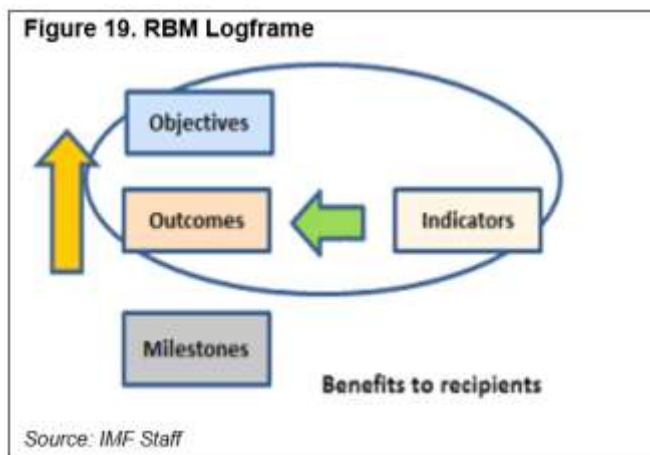 Figure 19. RBM Logframe
Objectives
Outcomes
Indicators
Milestones
Benefits to recipients
Source: IMF Staff